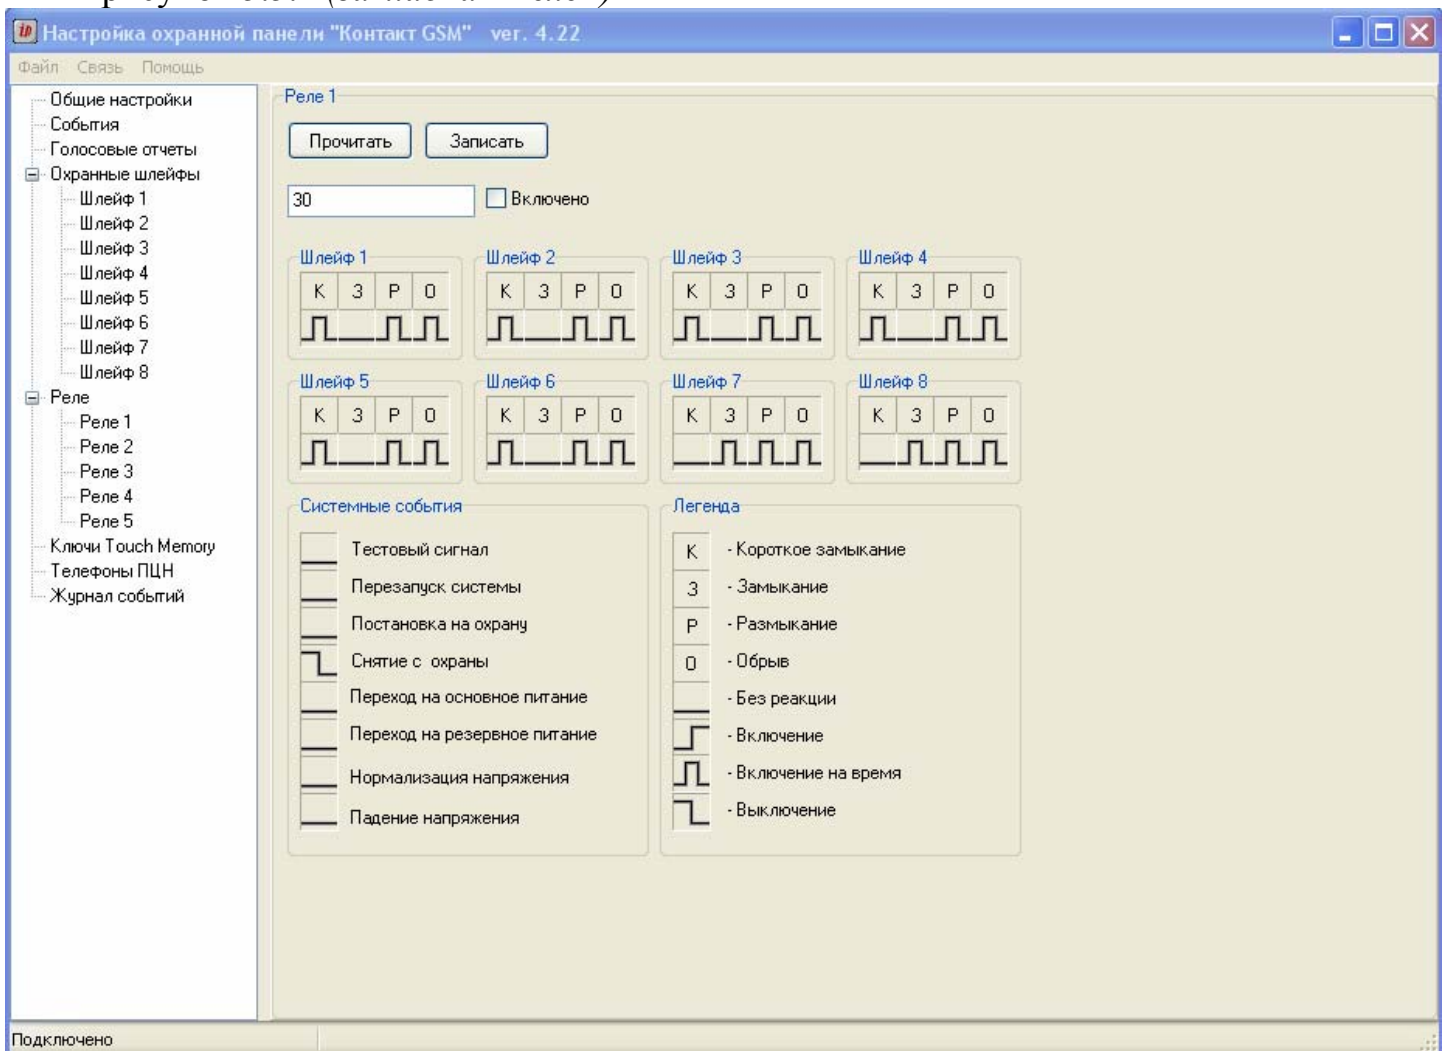 Настройка охранной панели "Контакт GSM" ver. 4.22
Файл Связь Помощь
Общие настройки
События
Голосовые отчеты
Охранные шлейфы
Шлейф 1
Шлейф 2
Шлейф 3
Шлейф 4
Шлейф 5
Шлейф 6
Шлейф 7
Шлейф 8
Реле
Реле 1
Реле 2
Реле 3
Реле 4
Реле 5
Ключи Touch Memory
Телефоны ПЦН
Журнал событий
Реле 1
Прочитать Записать
30 Включено
Шлейф 1 Шлейф 2 Шлейф 3 Шлейф 4
К З Р О К З Р О К З Р О К З Р О
Шлейф 5 Шлейф 6 Шлейф 7 Шлейф 8
К З Р О К З Р О К З Р О К З Р О
Системные события
Тестовый сигнал
Перезапуск системы
Постановка на охрану
Снятие с охраны
Переход на основное питание
Переход на резервное питание
Нормализация напряжения
Падение напряжения
Легенда
К - Короткое замыкание
З - Замыкание
Р - Размыкание
О - Обрыв
- Без реакции
- Включение
- Включение на время
- Выключение
Подключено